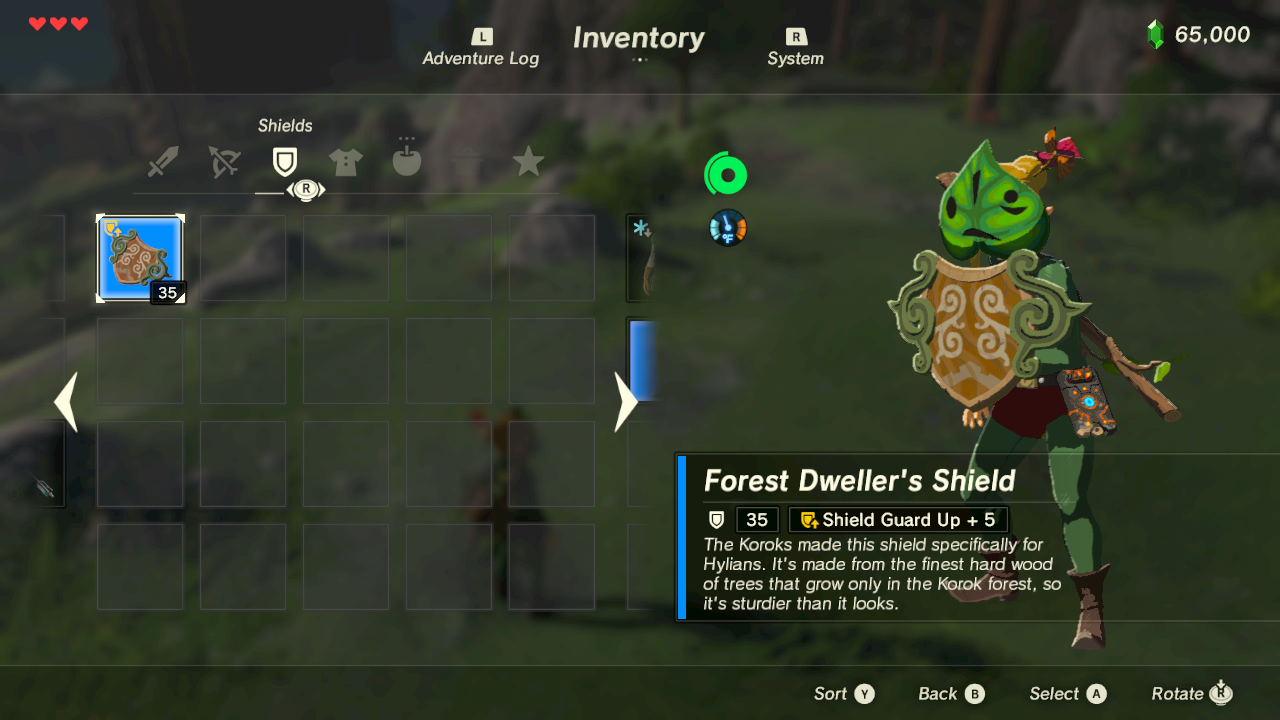 L
Inventory
R
65,000
Adventure Log
System
Shields
R
35
°F
Forest Dweller's Shield
35
Shield Guard Up + 5
The Koroks made this shield specifically for
Hylians. It's made from the finest hard wood
of trees that grow only in the Korok forest, so
it's sturdier than it looks.
Sort Y
Back B
Select A
Rotate R